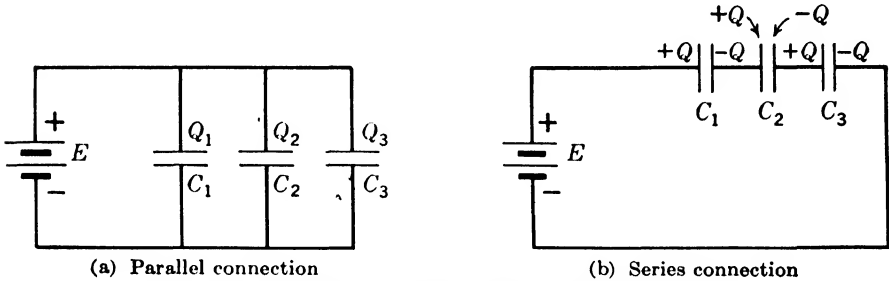 +
E
−
Q1 Q2 Q3
C1 C2 C3
(a) Parallel connection
+Q −Q
+Q −Q +Q −Q
C1 C2 C3
+
E
−
(b) Series connection